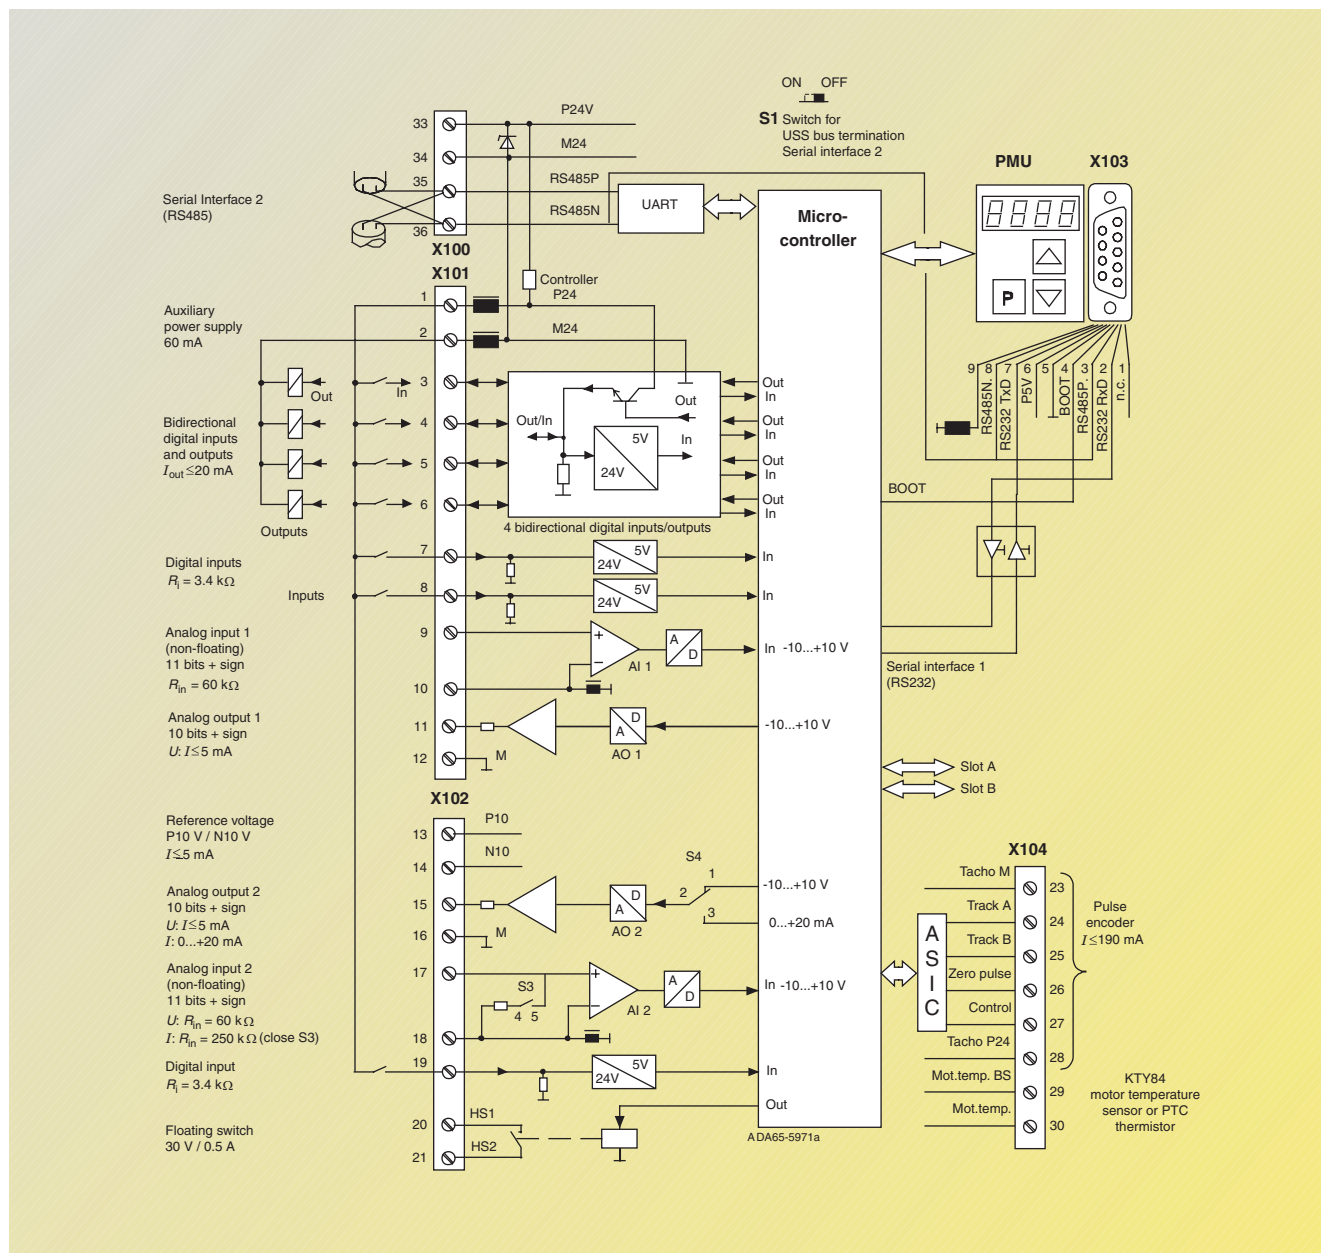 ON OFF
S1 Switch for
USS bus termination
Serial interface 2
33
P24V
34
M24
PMU
X103
35
RS485P
Serial Interface 2
(RS485)
UART
36
RS485N
Micro-
controller
X100
X101
Controller
P24
P
1
Auxiliary
power supply
60 mA
2
M24
9 8 7 6 5 4 3 2 1
RS485N.
RS232 TxD
P5V
BOOT
RS485P.
RS232 RxD
n.c.
Out
In
3
Out
Out
In
Bidirectional
digital inputs
and outputs
Iout ≤20 mA
4
Out/In
5V
24V
In
Out
In
5
Out
In
6
Out
In
BOOT
Outputs
4 bidirectional digital inputs/outputs
Digital inputs
Ri = 3.4 kΩ
7
5V
24V
In
Inputs
8
5V
24V
In
Analog input 1
(non-floating)
11 bits + sign
Rin = 60 kΩ
9
+
−
AI 1
A
D
In -10...+10 V
Serial interface 1
(RS232)
10
Analog output 1
10 bits + sign
U: I≤5 mA
11
D
A
AO 1
-10...+10 V
12
M
Slot A
Slot B
X102
Reference voltage
P10 V / N10 V
I≤5 mA
13
P10
14
N10
S4
1
2
3
-10...+10 V
0...+20 mA
Analog output 2
10 bits + sign
U: I≤5 mA
I: 0...+20 mA
15
D
A
AO 2
16
M
Analog input 2
(non-floating)
11 bits + sign
U: Rin = 60 kΩ
I: Rin = 250 kΩ (close S3)
17
S3
4 5
+
−
AI 2
A
D
In -10...+10 V
18
Digital input
Ri = 3.4 kΩ
19
5V
24V
In
Out
Floating switch
30 V / 0.5 A
20
HS1
21
HS2
ADA65-5971a
X104
Tacho M
23
Track A
24
Track B
25
Zero pulse
26
Control
27
Tacho P24
28
Mot.temp. BS
29
Mot.temp.
30
ASIC
Pulse
encoder
I≤190 mA
KTY84
motor temperature
sensor or PTC
thermistor